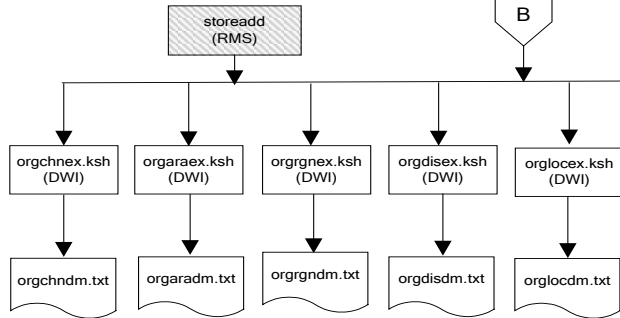 storeadd
(RMS)
B
orgchnex.ksh
(DWI)
orgaraex.ksh
(DWI)
orgrgnex.ksh
(DWI)
orgdisex.ksh
(DWI)
orglocex.ksh
(DWI)
orgchndm.txt
orgaradm.txt
orgrgndm.txt
orgdisdm.txt
orglocdm.txt